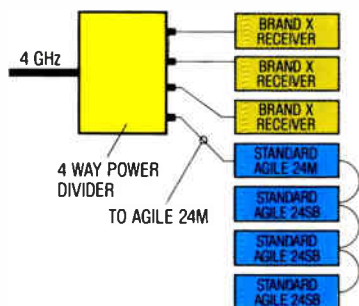 4 GHz
BRAND X
RECEIVER
BRAND X
RECEIVER
BRAND X
RECEIVER
4 WAY POWER
DIVIDER
TO AGILE 24M
STANDARD
AGILE 24M
STANDARD
AGILE 24SB
STANDARD
AGILE 24SB
STANDARD
AGILE 24SB